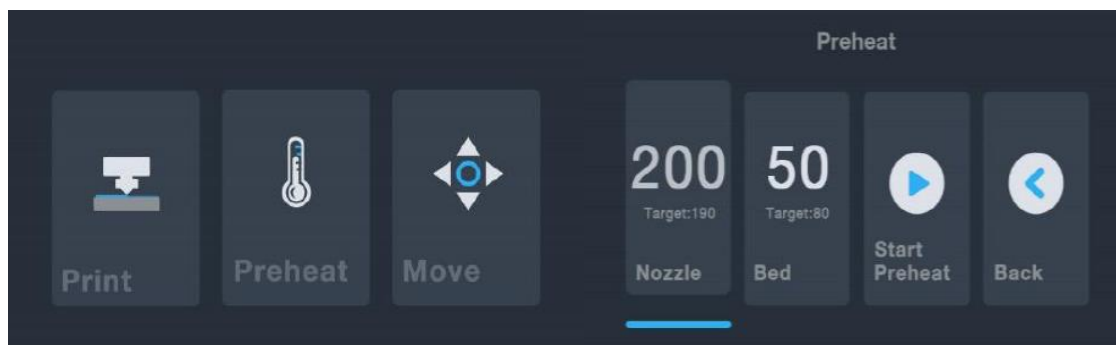 Print
Preheat
Move
Preheat
200
Target:190
Nozzle
50
Target:80
Bed
Start
Preheat
Back